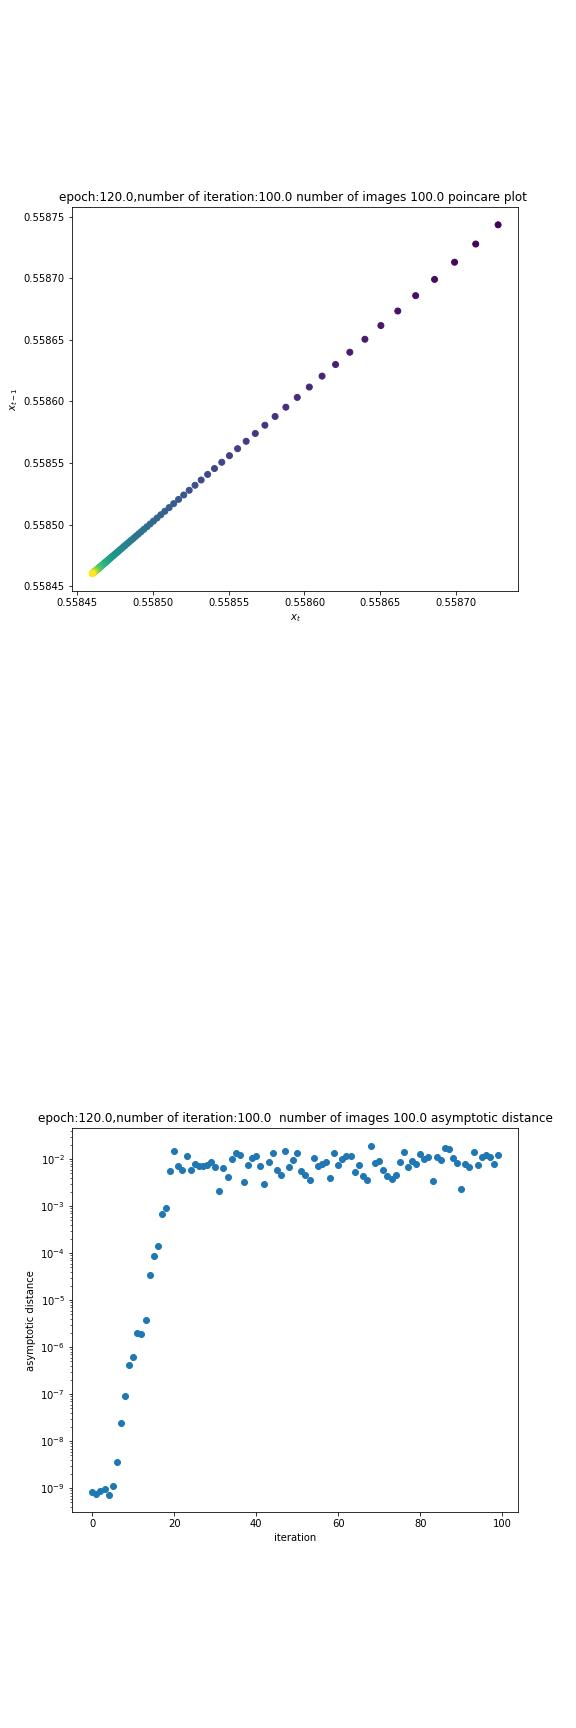 epoch:120.0,number of iteration:100.0 number of images 100.0 poincare plot
0.55875
0.55870
0.55865
0.55860
0.55855
0.55850
0.55845
x_{t-1}
0.55845 0.55850 0.55855 0.55860 0.55865 0.55870
x_t
epoch:120.0,number of iteration:100.0  number of images 100.0 asymptotic distance
10^{-2}
10^{-3}
10^{-4}
10^{-5}
10^{-6}
10^{-7}
10^{-8}
10^{-9}
asymptotic distance
0 20 40 60 80 100
iteration